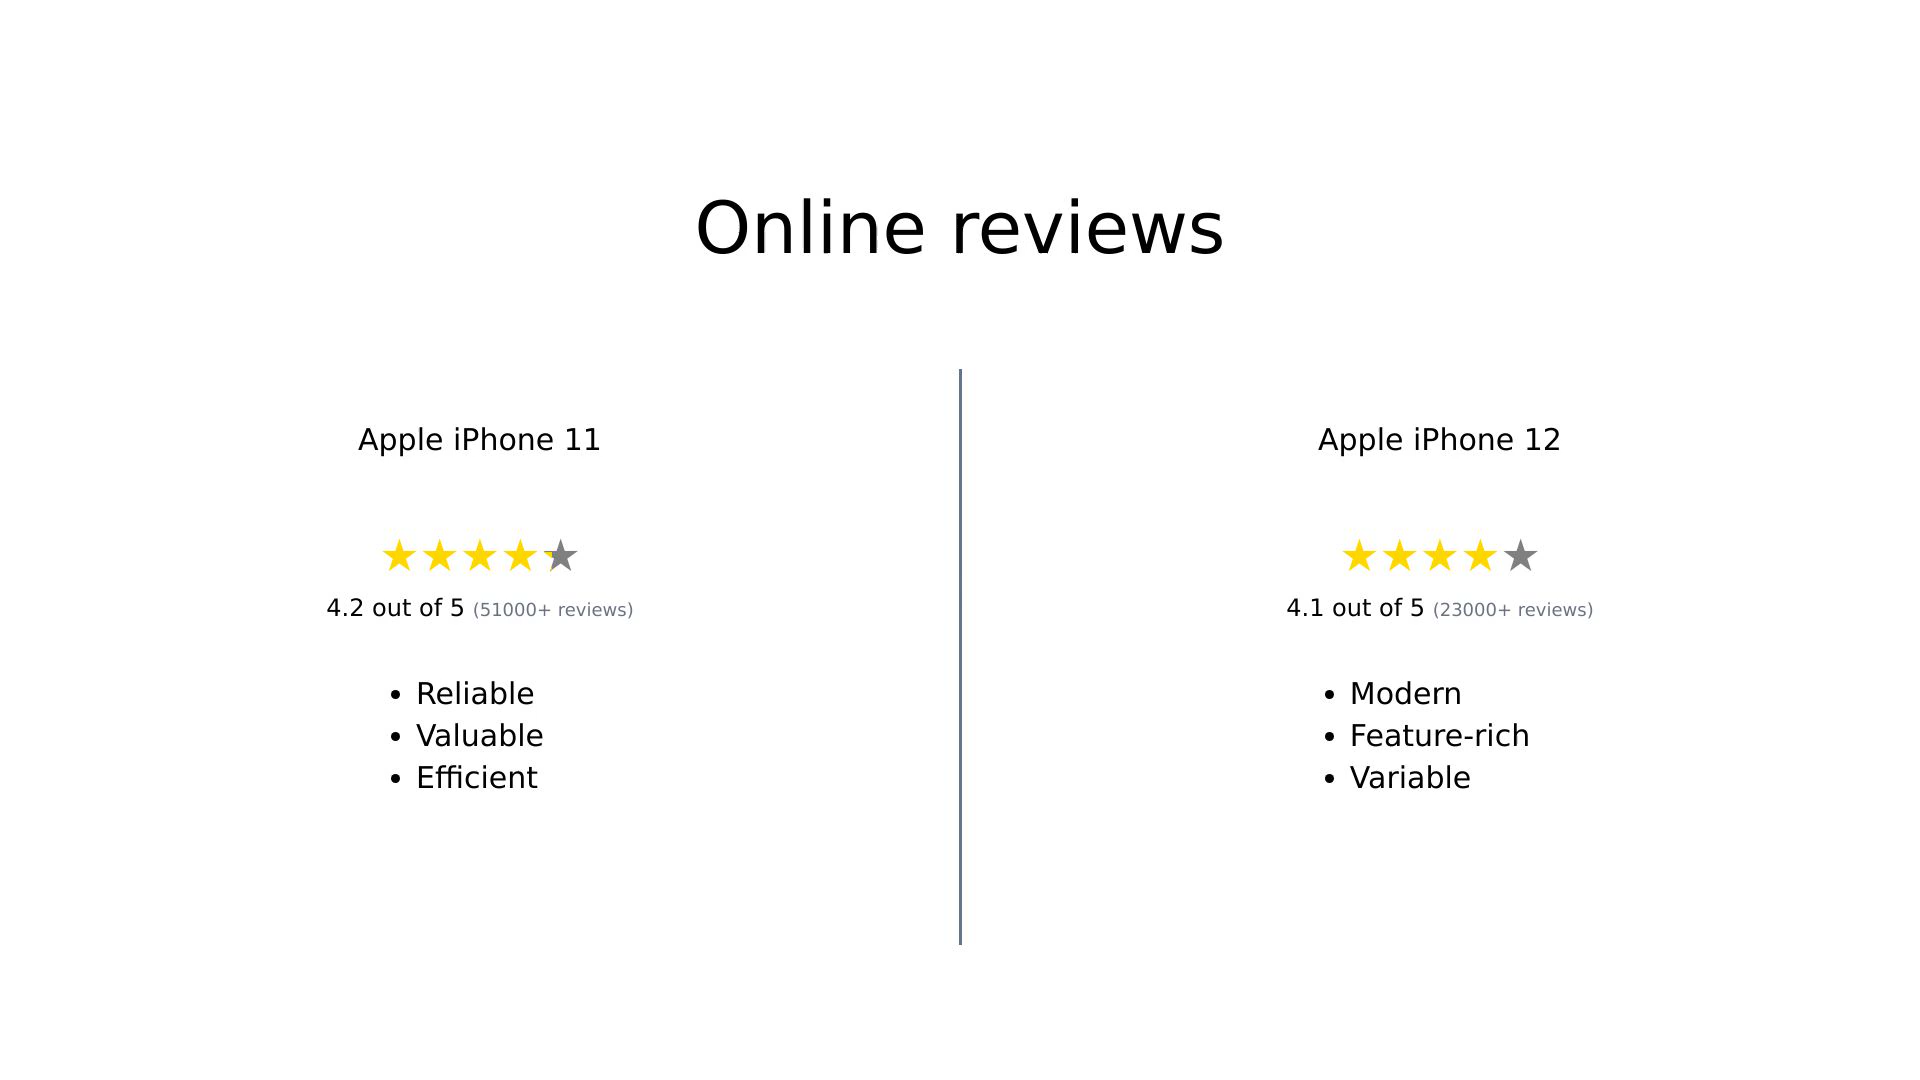 Online reviews
Apple iPhone 11
4.2 out of 5 (51000+ reviews)
• Reliable
• Valuable
• Efficient
Apple iPhone 12
4.1 out of 5 (23000+ reviews)
• Modern
• Feature-rich
• Variable